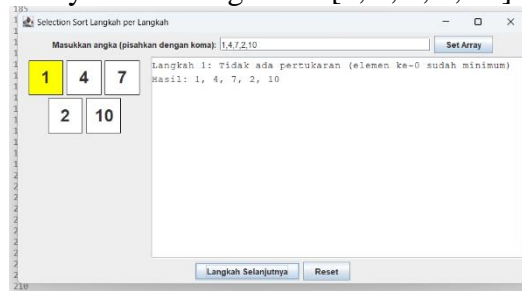 185
Selection Sort Langkah per Langkah
Masukkan angka (pisahkan dengan koma): 1,4,7,2,10 Set Array
1 4 7
2 10
Langkah 1: Tidak ada pertukaran (elemen ke-0 sudah minimum)
Hasil: 1, 4, 7, 2, 10
Langkah Selanjutnya Reset
210